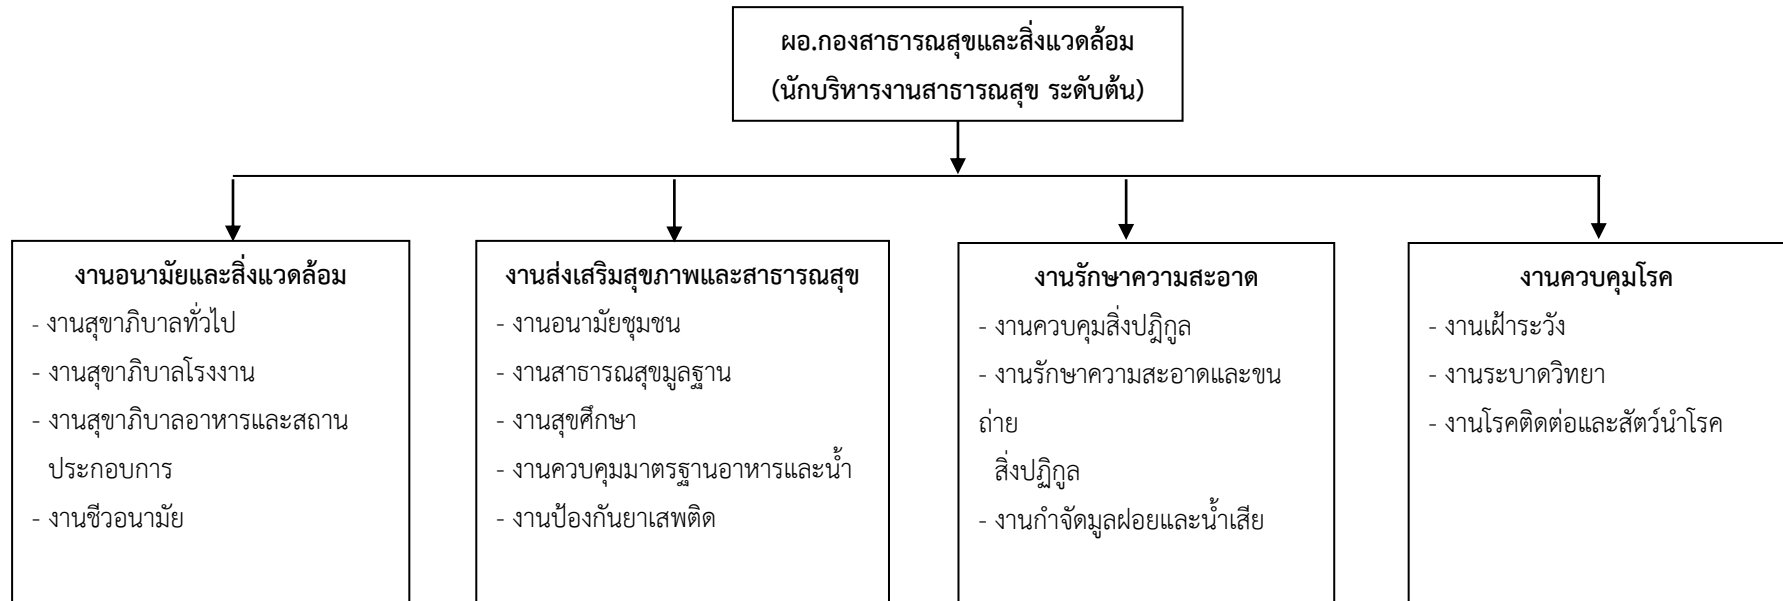 ผอ.กองสาธารณสุขและสิ่งแวดล้อม
(นักบริหารงานสาธารณสุข ระดับต้น)
งานอนามัยและสิ่งแวดล้อม
- งานสุขาภิบาลทั่วไป
- งานสุขาภิบาลโรงงาน
- งานสุขาภิบาลอาหารและสถาน
ประกอบการ
- งานชีวอนามัย
งานส่งเสริมสุขภาพและสาธารณสุข
- งานอนามัยชุมชน
- งานสาธารณสุขมูลฐาน
- งานสุขศึกษา
- งานควบคุมมาตรฐานอาหารและน้ำ
- งานป้องกันยาเสพติด
งานรักษาความสะอาด
- งานควบคุมสิ่งปฎิกูล
- งานรักษาความสะอาดและขน
ถ่าย
สิ่งปฏิกูล
- งานกำจัดมูลฝอยและน้ำเสีย
งานควบคุมโรค
- งานเฝ้าระวัง
- งานระบาดวิทยา
- งานโรคติดต่อและสัตว์นำโรค